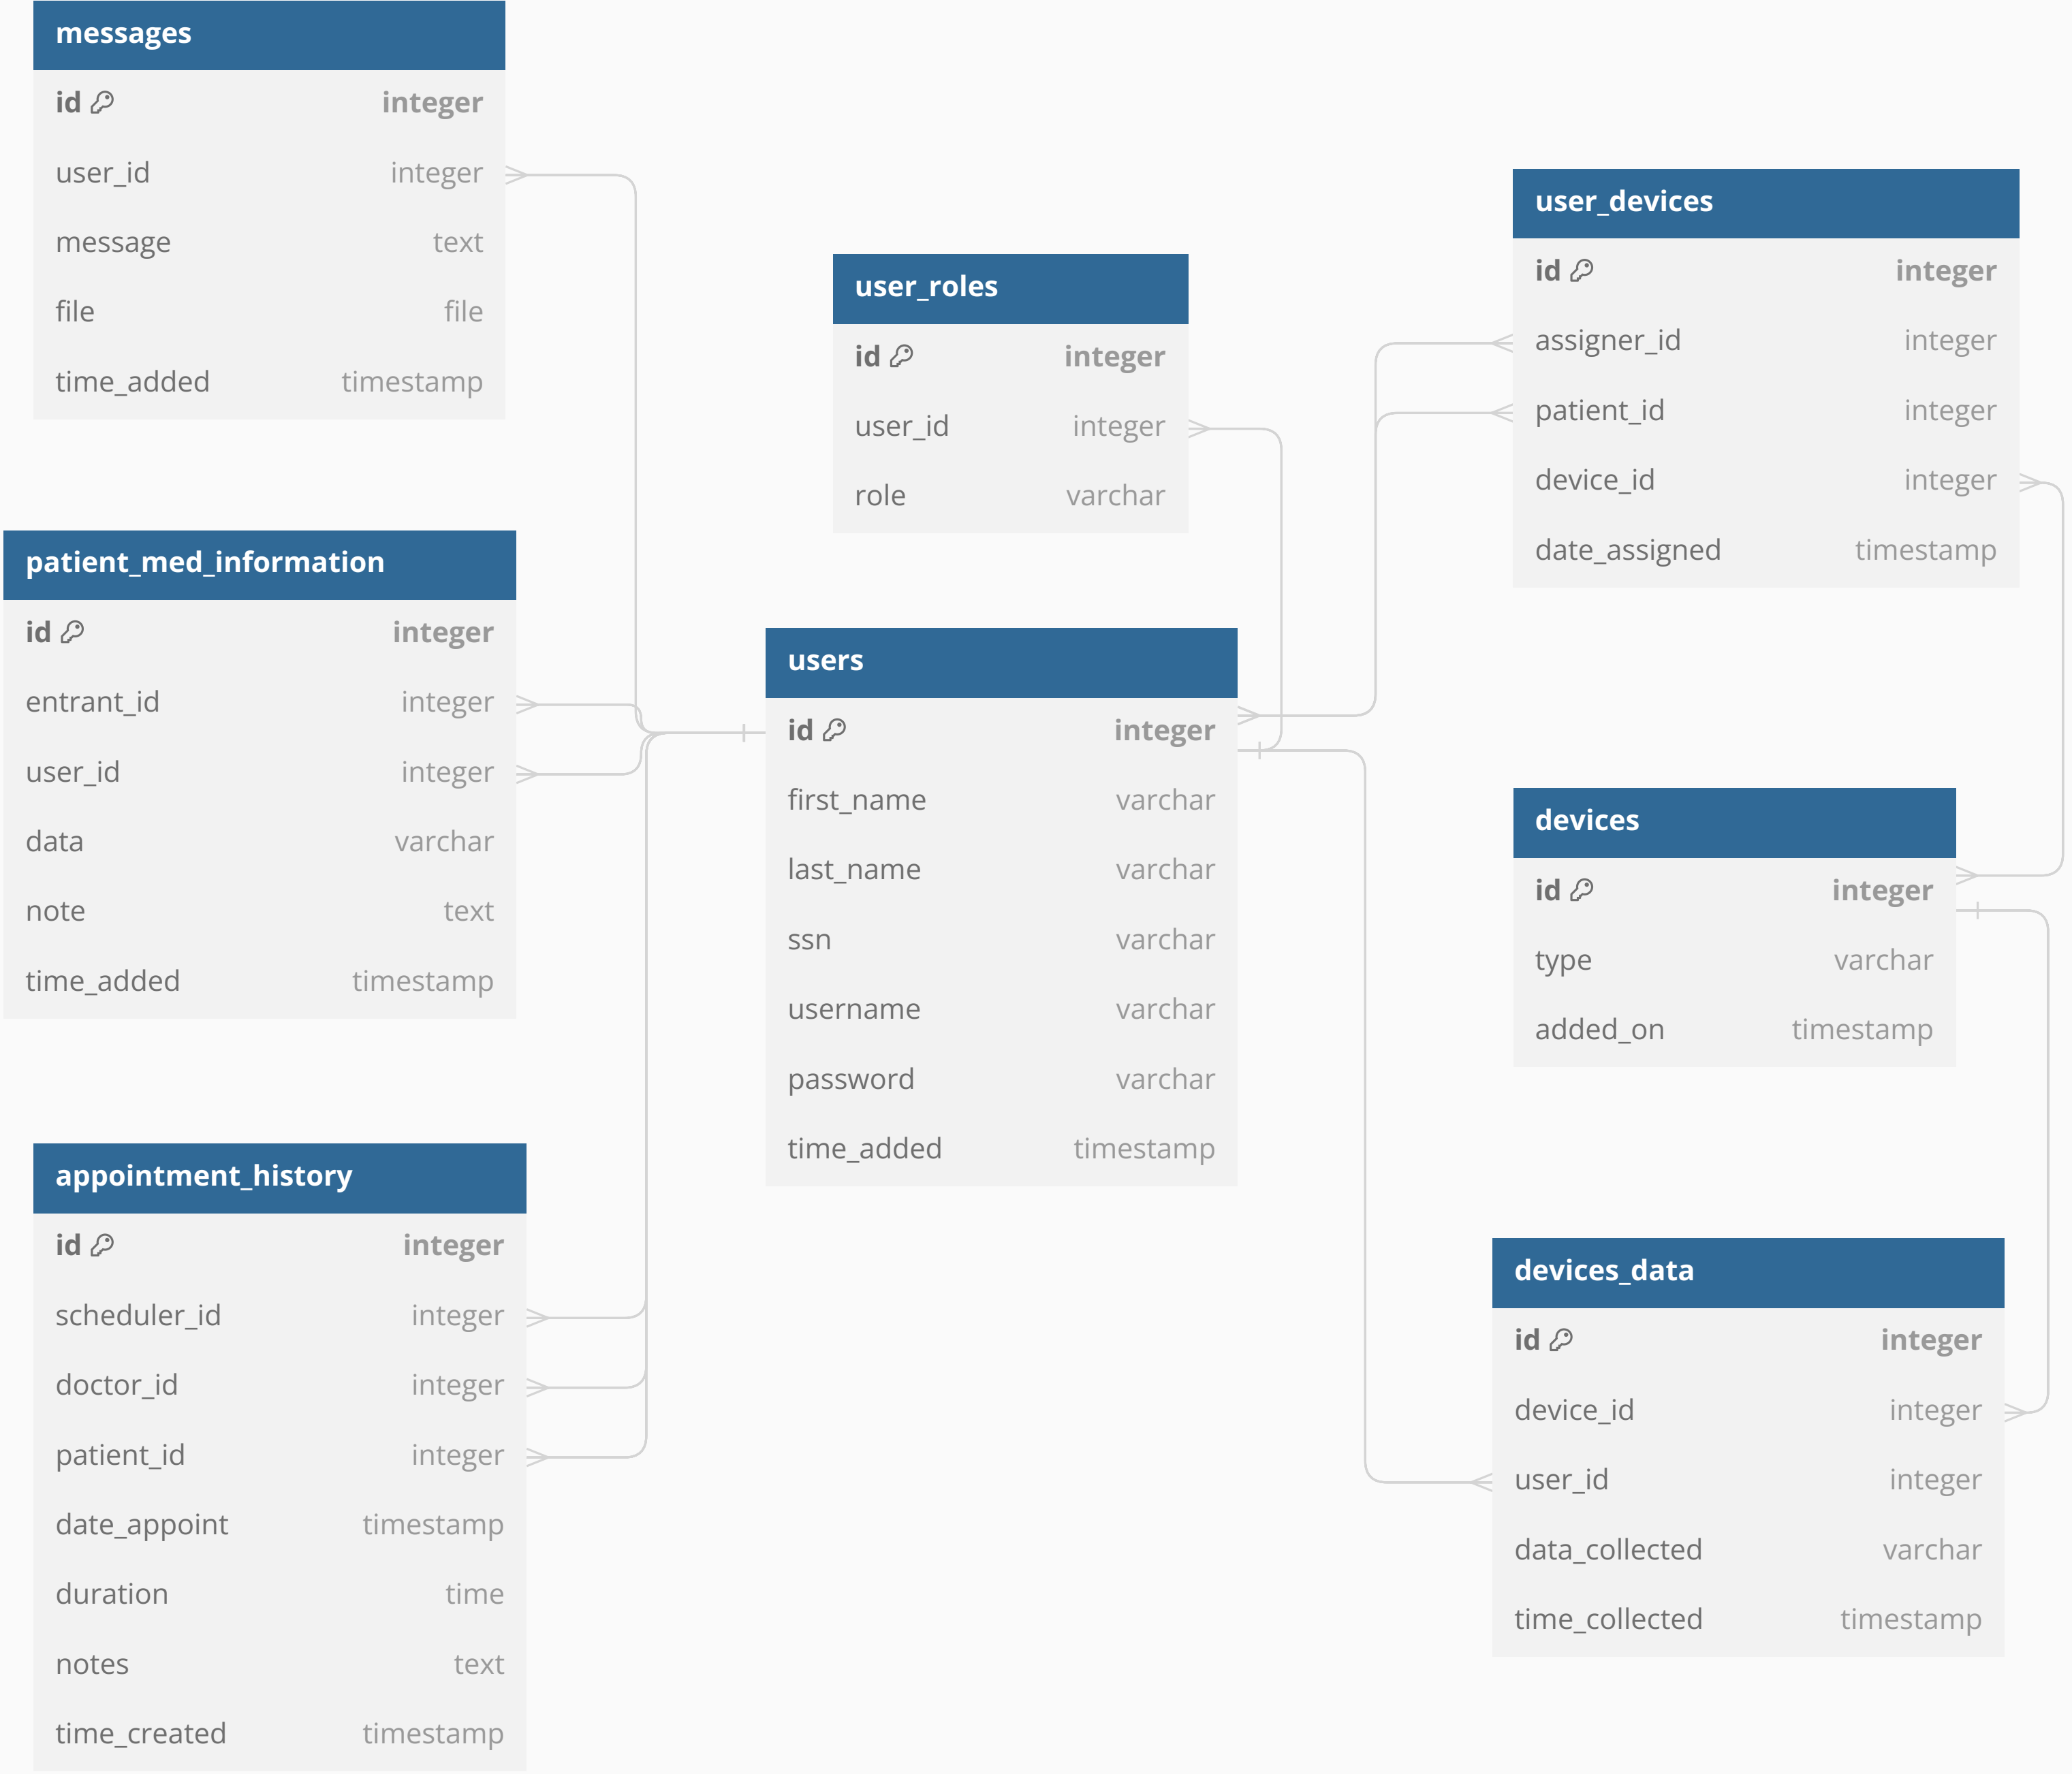 messages
id integer
user_id integer
message text
file file
time_added timestamp
patient_med_information
id integer
entrant_id integer
user_id integer
data varchar
note text
time_added timestamp
appointment_history
id integer
scheduler_id integer
doctor_id integer
patient_id integer
date_appoint timestamp
duration time
notes text
time_created timestamp
user_roles
id integer
user_id integer
role varchar
users
id integer
first_name varchar
last_name varchar
ssn varchar
username varchar
password varchar
time_added timestamp
user_devices
id integer
assigner_id integer
patient_id integer
device_id integer
date_assigned timestamp
devices
id integer
type varchar
added_on timestamp
devices_data
id integer
device_id integer
user_id integer
data_collected varchar
time_collected timestamp